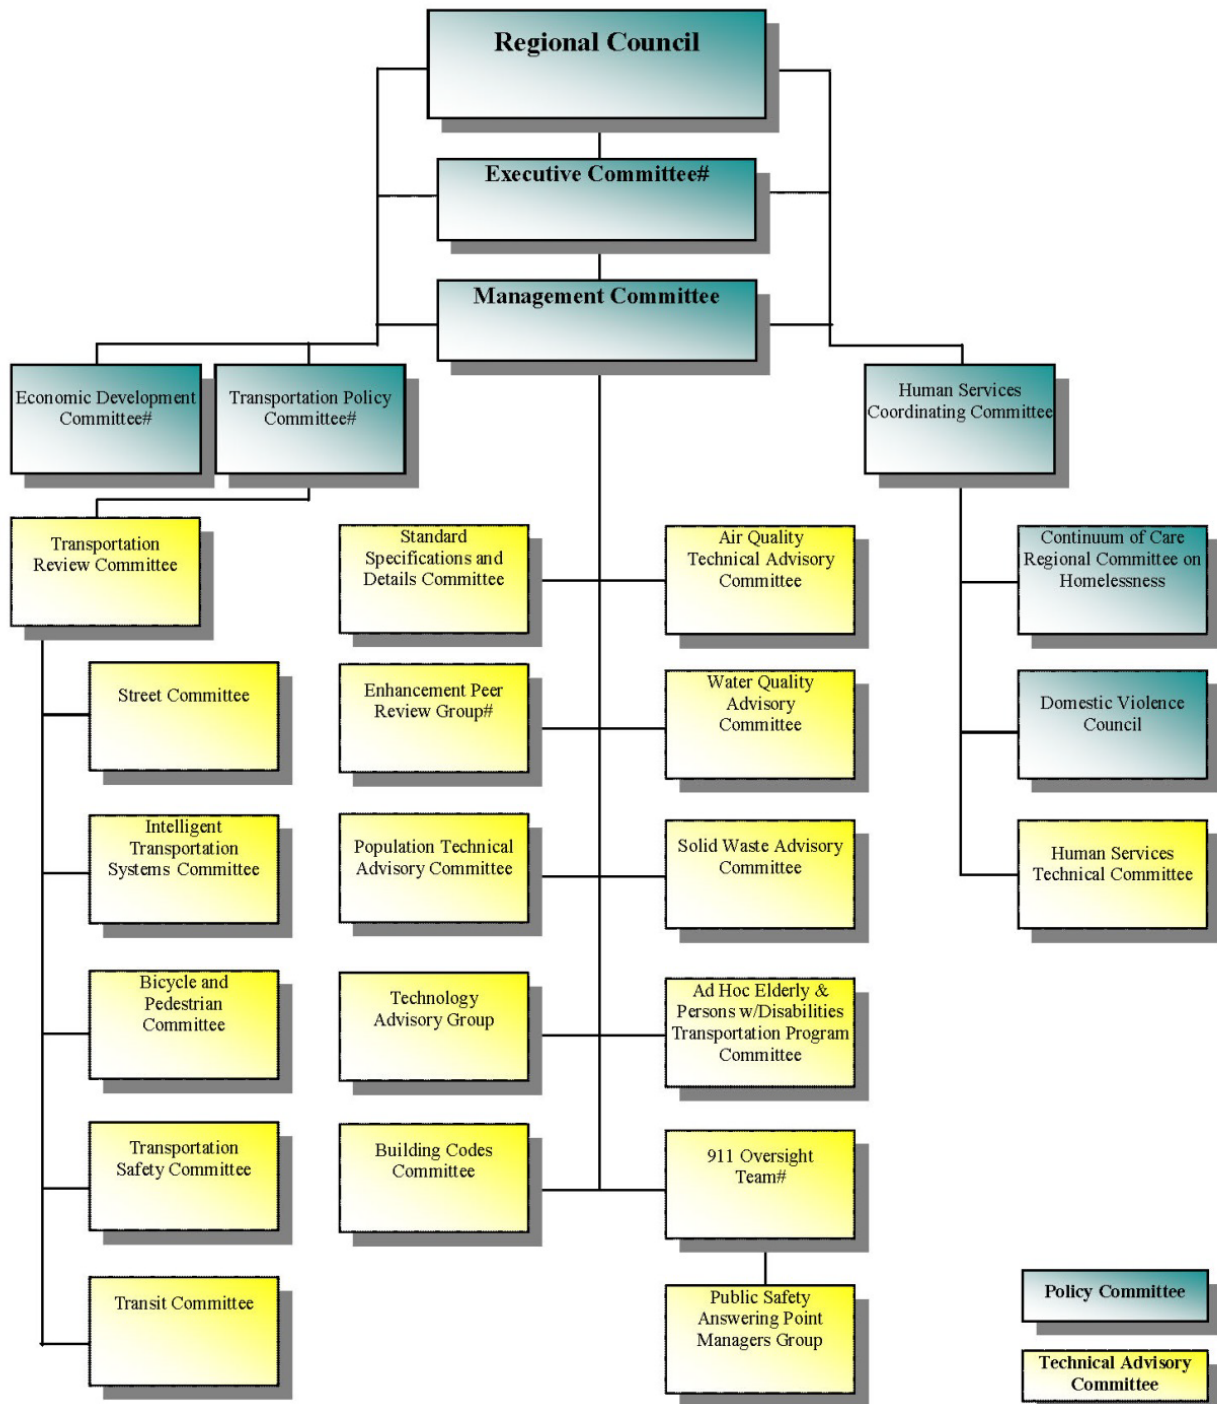 Regional Council
Executive Committee#
Management Committee
Economic Development
Committee#
Transportation Policy
Committee#
Human Services
Coordinating Committee
Transportation
Review Committee
Street Committee
Intelligent
Transportation
Systems Committee
Bicycle and
Pedestrian
Committee
Transportation
Safety Committee
Transit Committee
Standard
Specifications and
Details Committee
Enhancement Peer
Review Group#
Population Technical
Advisory Committee
Technology
Advisory Group
Building Codes
Committee
Air Quality
Technical Advisory
Committee
Water Quality
Advisory
Committee
Solid Waste Advisory
Committee
Ad Hoc Elderly &
Persons w/Disabilities
Transportation Program
Committee
911 Oversight
Team#
Public Safety
Answering Point
Managers Group
Continuum of Care
Regional Committee on
Homelessness
Domestic Violence
Council
Human Services
Technical Committee
Policy Committee
Technical Advisory
Committee